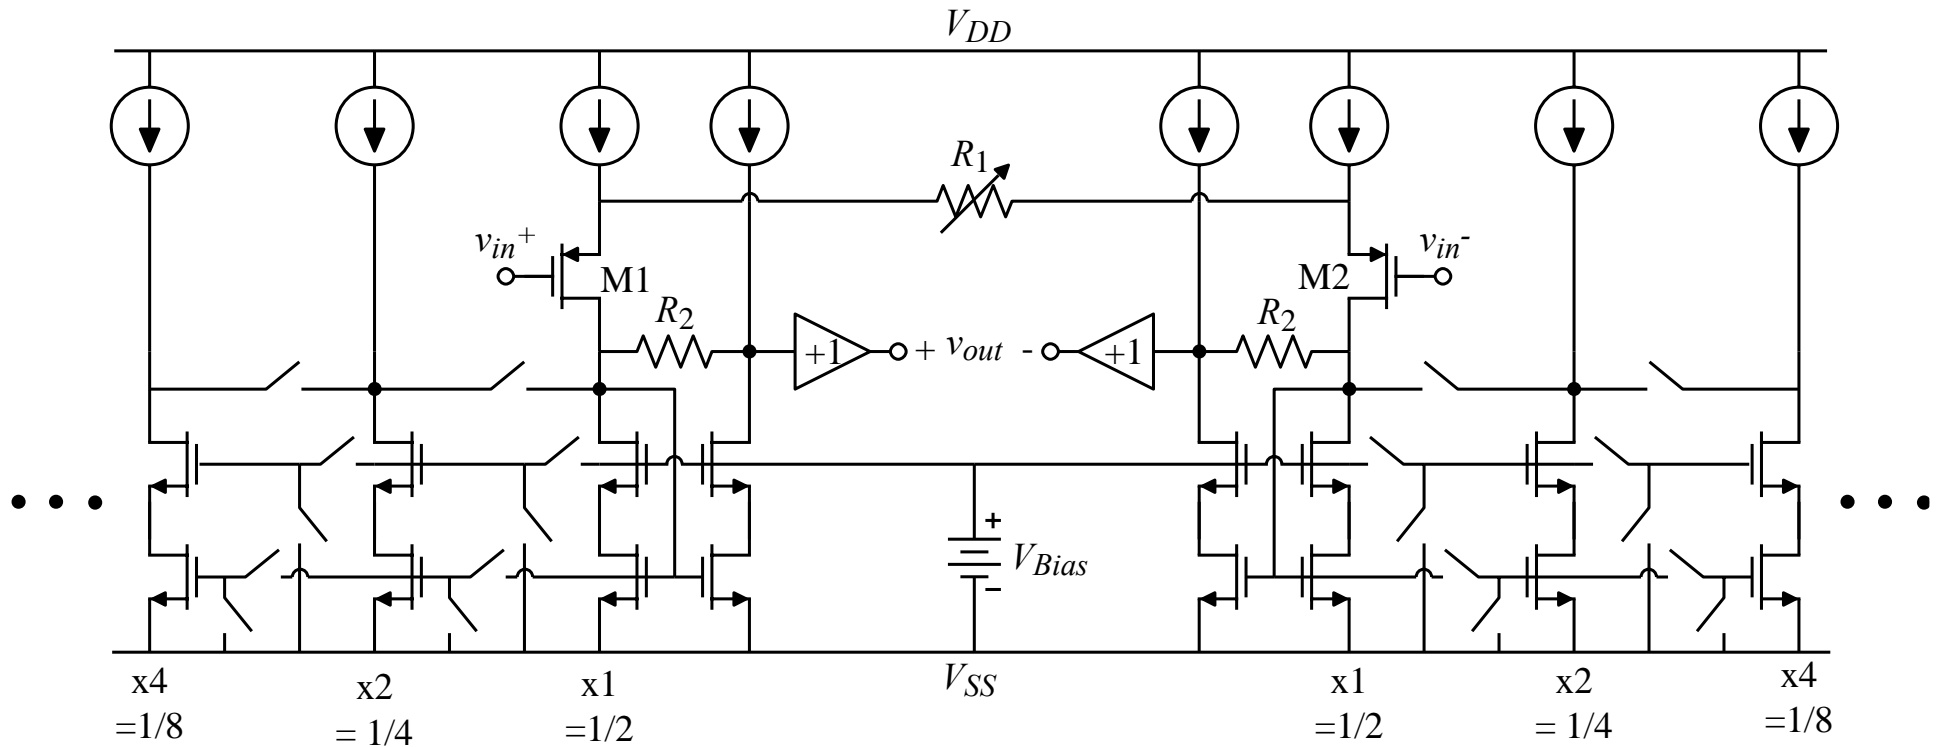 VDD
R1
vin+
vin-
M1
M2
R2
R2
+1
+ vout -
+1
+
VBias
-
VSS
x4
=1/8
x2
= 1/4
x1
=1/2
x1
=1/2
x2
= 1/4
x4
=1/8